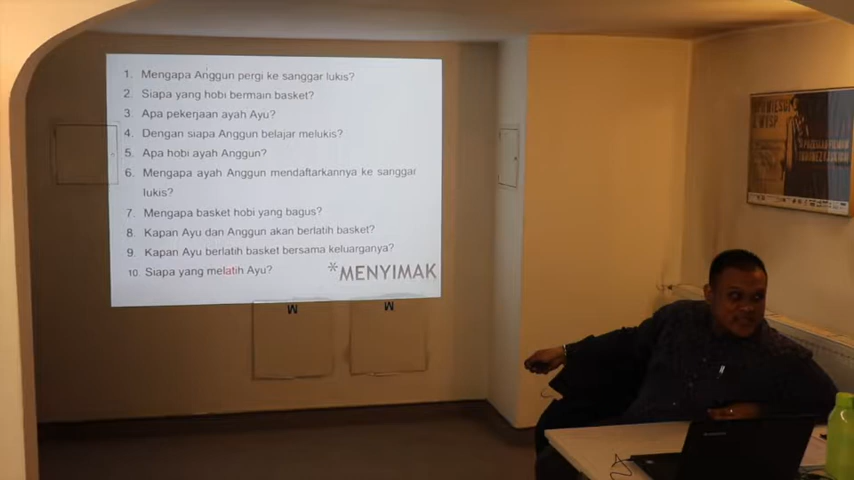 1. Mengapa Anggun pergi ke sanggar lukis?
2. Siapa yang hobi bermain basket?
3. Apa pekerjaan ayah Ayu?
4. Dengan siapa Anggun belajar melukis?
5. Apa hobi ayah Anggun?
6. Mengapa ayah Anggun mendaftarkannya ke sanggar
lukis?
7. Mengapa basket hobi yang bagus?
8. Kapan Ayu dan Anggun akan berlatih basket?
9. Kapan Ayu berlatih basket bersama keluarganya?
10 Siapa yang melatih Ayu?
*MENYIMAK
M M
Z WYSP